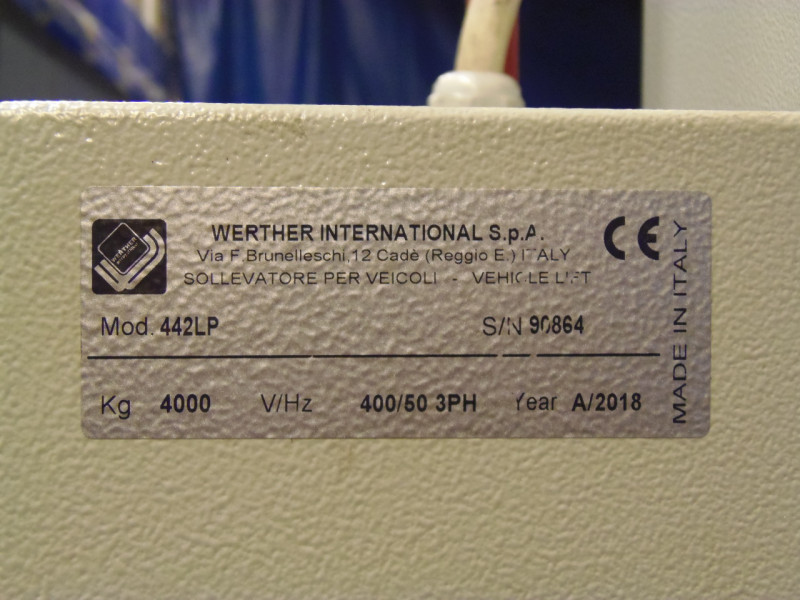 WERTHER
WERTHER INTERNATIONAL S.p.A.
Via F.Brunelleschi,12 Cadè (Reggio E.) ITALY
SOLLEVATORE PER VEICOLI - VEHICLE LIFT
CE
Mod. 442LP S/N 90864
Kg 4000 V/Hz 400/50 3PH Year A/2018
MADE IN ITALY